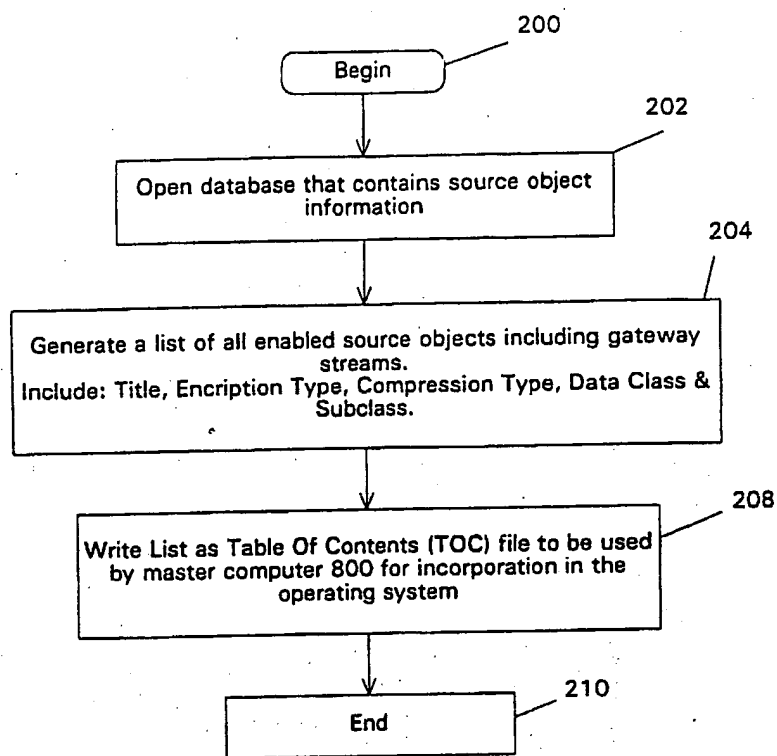 200
Begin
202
Open database that contains source object
information
204
Generate a list of all enabled source objects including gateway
streams.
Include: Title, Encription Type, Compression Type, Data Class &
Subclass.
208
Write List as Table Of Contents (TOC) file to be used
by master computer 800 for incorporation in the
operating system
210
End